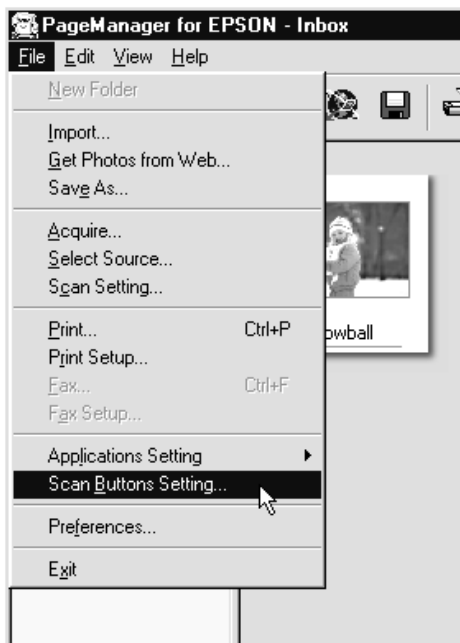 PageManager for EPSON - Inbox
File Edit View Help
New Folder
Import...
Get Photos from Web...
Save As...
Acquire...
Select Source...
Scan Setting...
Print... Ctrl+P
Print Setup...
Fax... Ctrl+F
Fax Setup...
Applications Setting
Scan Buttons Setting...
Preferences...
Exit
owball